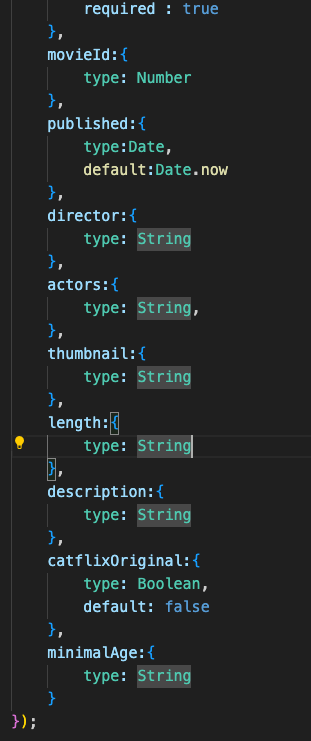 required : true
},
movieId:{
type: Number
},
published:{
type:Date,
default:Date.now
},
director:{
type: String
},
actors:{
type: String,
},
thumbnail:{
type: String
},
length:{
type: String
},
description:{
type: String
},
catflixOriginal:{
type: Boolean,
default: false
},
minimalAge:{
type: String
}
});